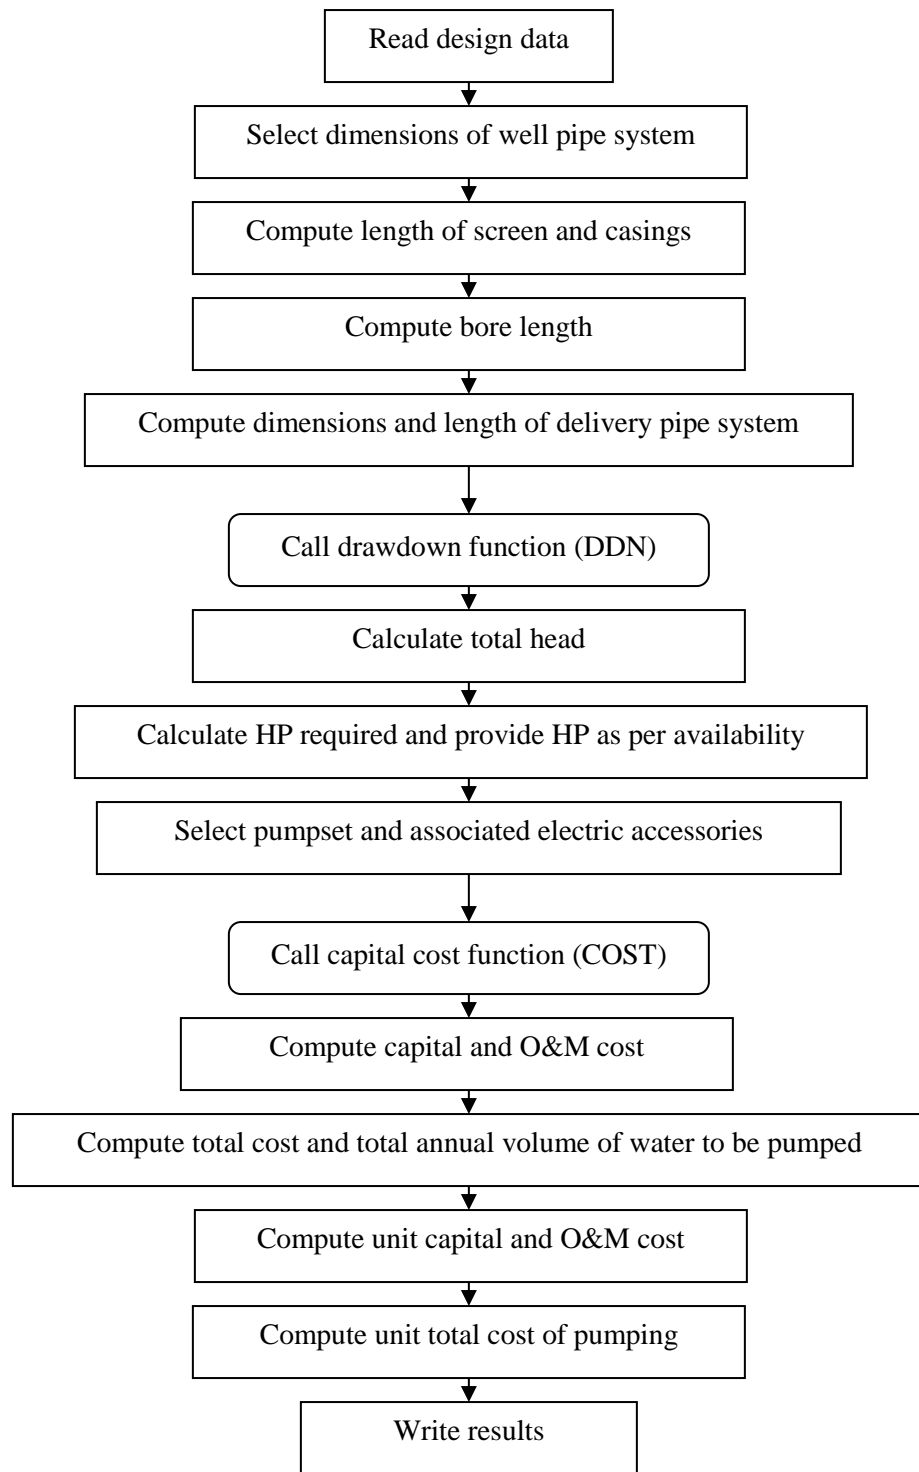 Read design data
Select dimensions of well pipe system
Compute length of screen and casings
Compute bore length
Compute dimensions and length of delivery pipe system
Call drawdown function (DDN)
Calculate total head
Calculate HP required and provide HP as per availability
Select pumpset and associated electric accessories
Call capital cost function (COST)
Compute capital and O&M cost
Compute total cost and total annual volume of water to be pumped
Compute unit capital and O&M cost
Compute unit total cost of pumping
Write results